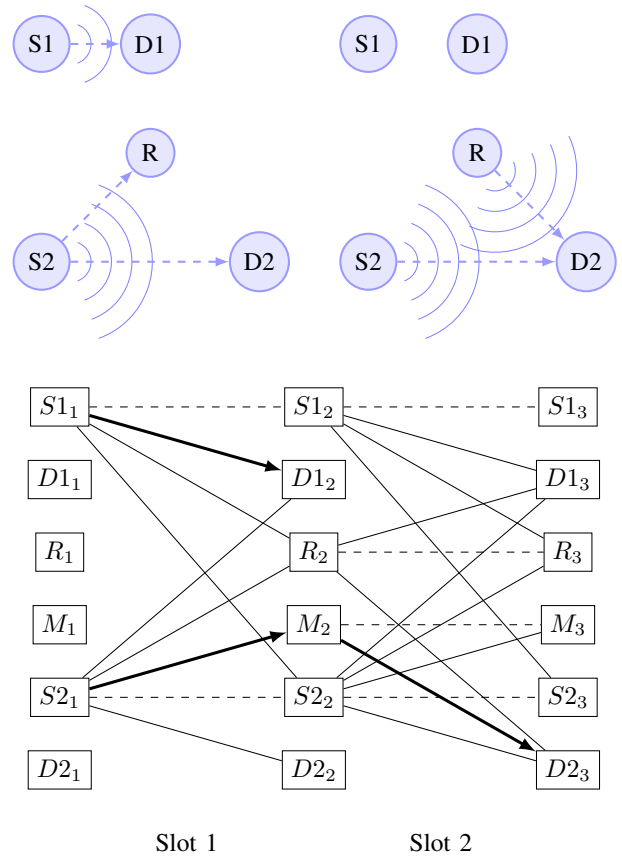 S1 D1 S1 D1
R R
S2 D2 S2 D2
S1₁ S1₂ S1₃
D1₁ D1₂ D1₃
R₁ R₂ R₃
M₁ M₂ M₃
S2₁ S2₂ S2₃
D2₁ D2₂ D2₃
Slot 1 Slot 2